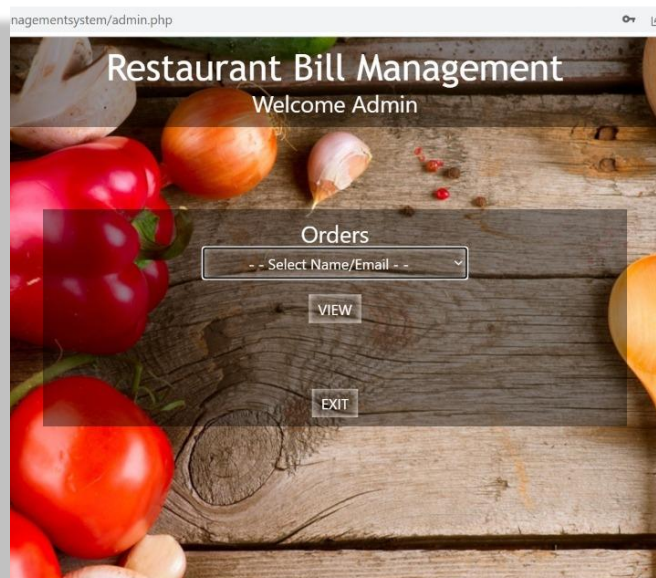 nagementsystem/admin.php
Restaurant Bill Management
Welcome Admin
Orders
- - Select Name/Email - -
VIEW
EXIT